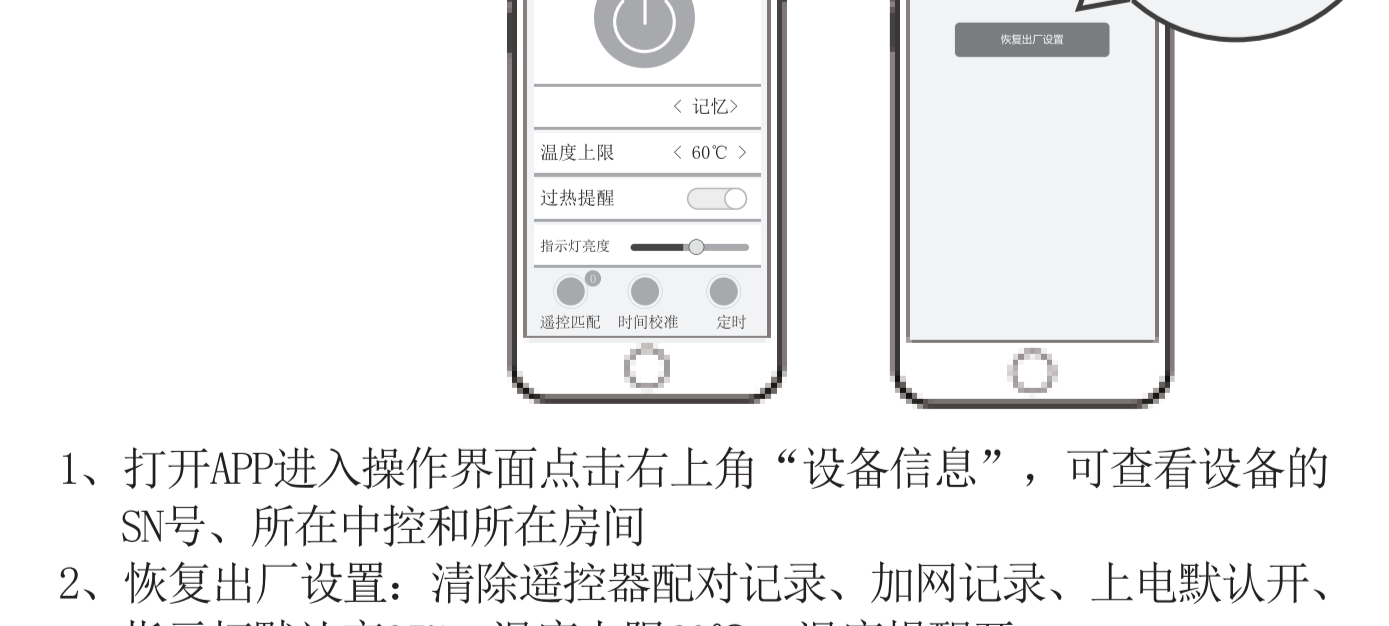 恢复出厂设置
< 记忆>
温度上限 < 60℃ >
过热提醒
指示灯亮度
0
遥控匹配 时间校准 定时
1、打开APP进入操作界面点击右上角“设备信息”，可查看设备的
SN号、所在中控和所在房间
2、恢复出厂设置：清除遥控器配对记录、加网记录、上电默认开、